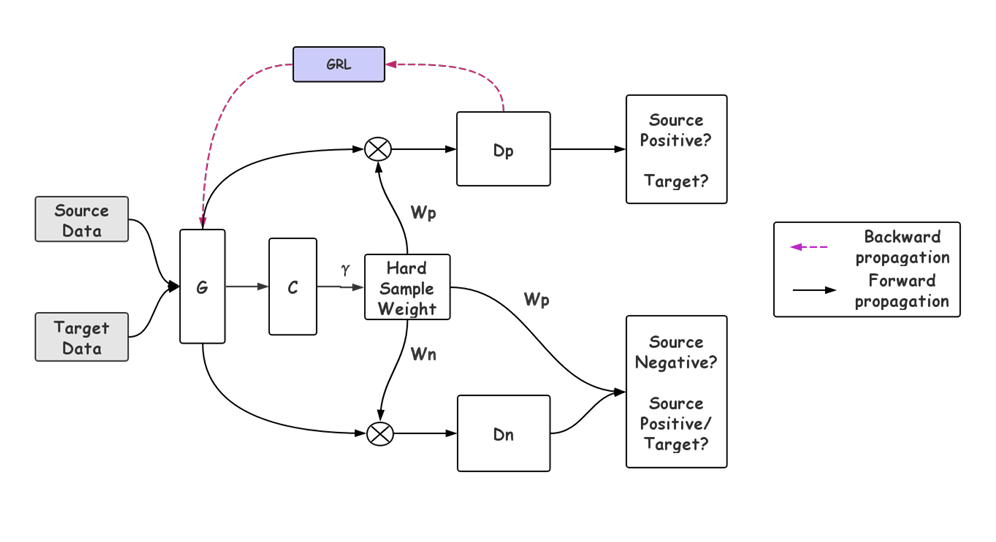 GRL
Source
Positive?
Target?
Dp
Wp
Source
Data
Target
Data
G
C
γ
Hard
Sample
Weight
Wp
Wn
Dn
Source
Negative?
Source
Positive/
Target?
Backward
propagation
Forward
propagation